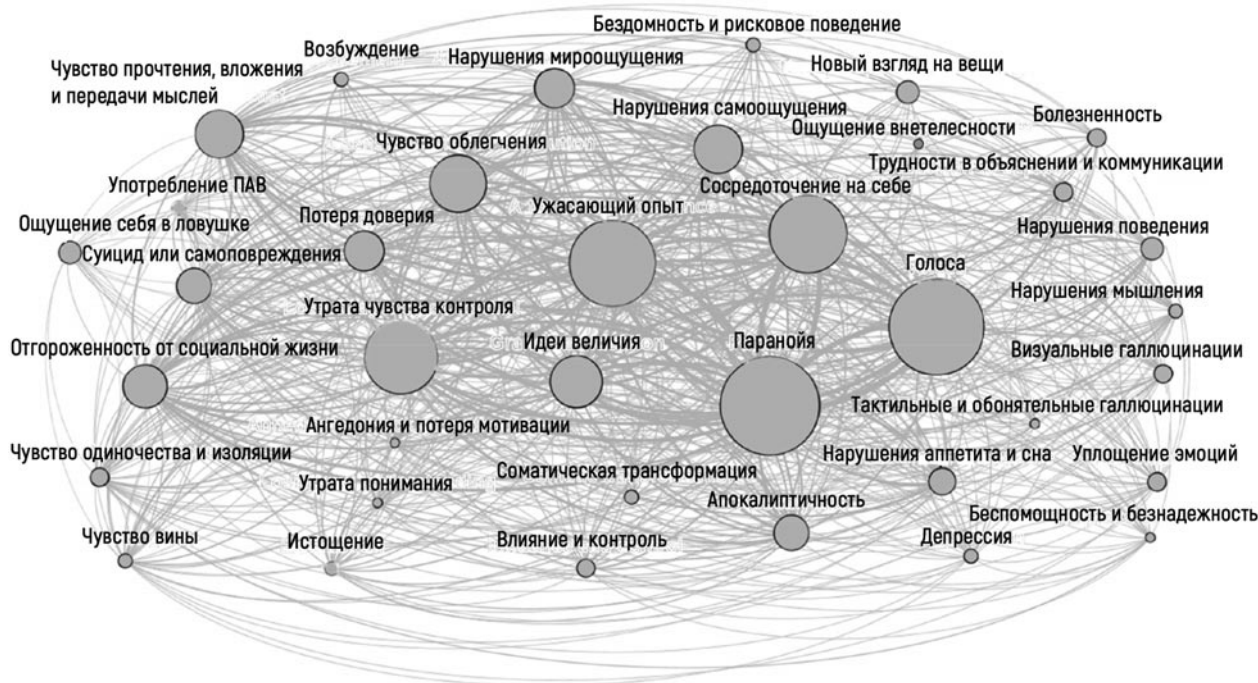 Бездомность и рисковое поведение
Возбуждение
Нарушения мироощущения
Новый взгляд на вещи
Чувство прочтения, вложения
и передачи мыслей
Нарушения самоощущения
Болезненность
Ощущение внетелесности
Чувство облегчения
Трудности в объяснении и коммуникации
Употребление ПАВ
Сосредоточение на себе
Ужасающий опыт
Потеря доверия
Ощущение себя в ловушке
Нарушения поведения
Суицид или самоповреждения
Голоса
Нарушения мышления
Утрата чувства контроля
Идеи величия
Паранойя
Отгороженность от социальной жизни
Визуальные галлюцинации
Тактильные и обонятельные галлюцинации
Ангедония и потеря мотивации
Чувство одиночества и изоляции
Нарушения аппетита и сна
Уплощение эмоций
Соматическая трансформация
Утрата понимания
Апокалиптичность
Беспомощность и безнадежность
Чувство вины
Истощение
Влияние и контроль
Депрессия